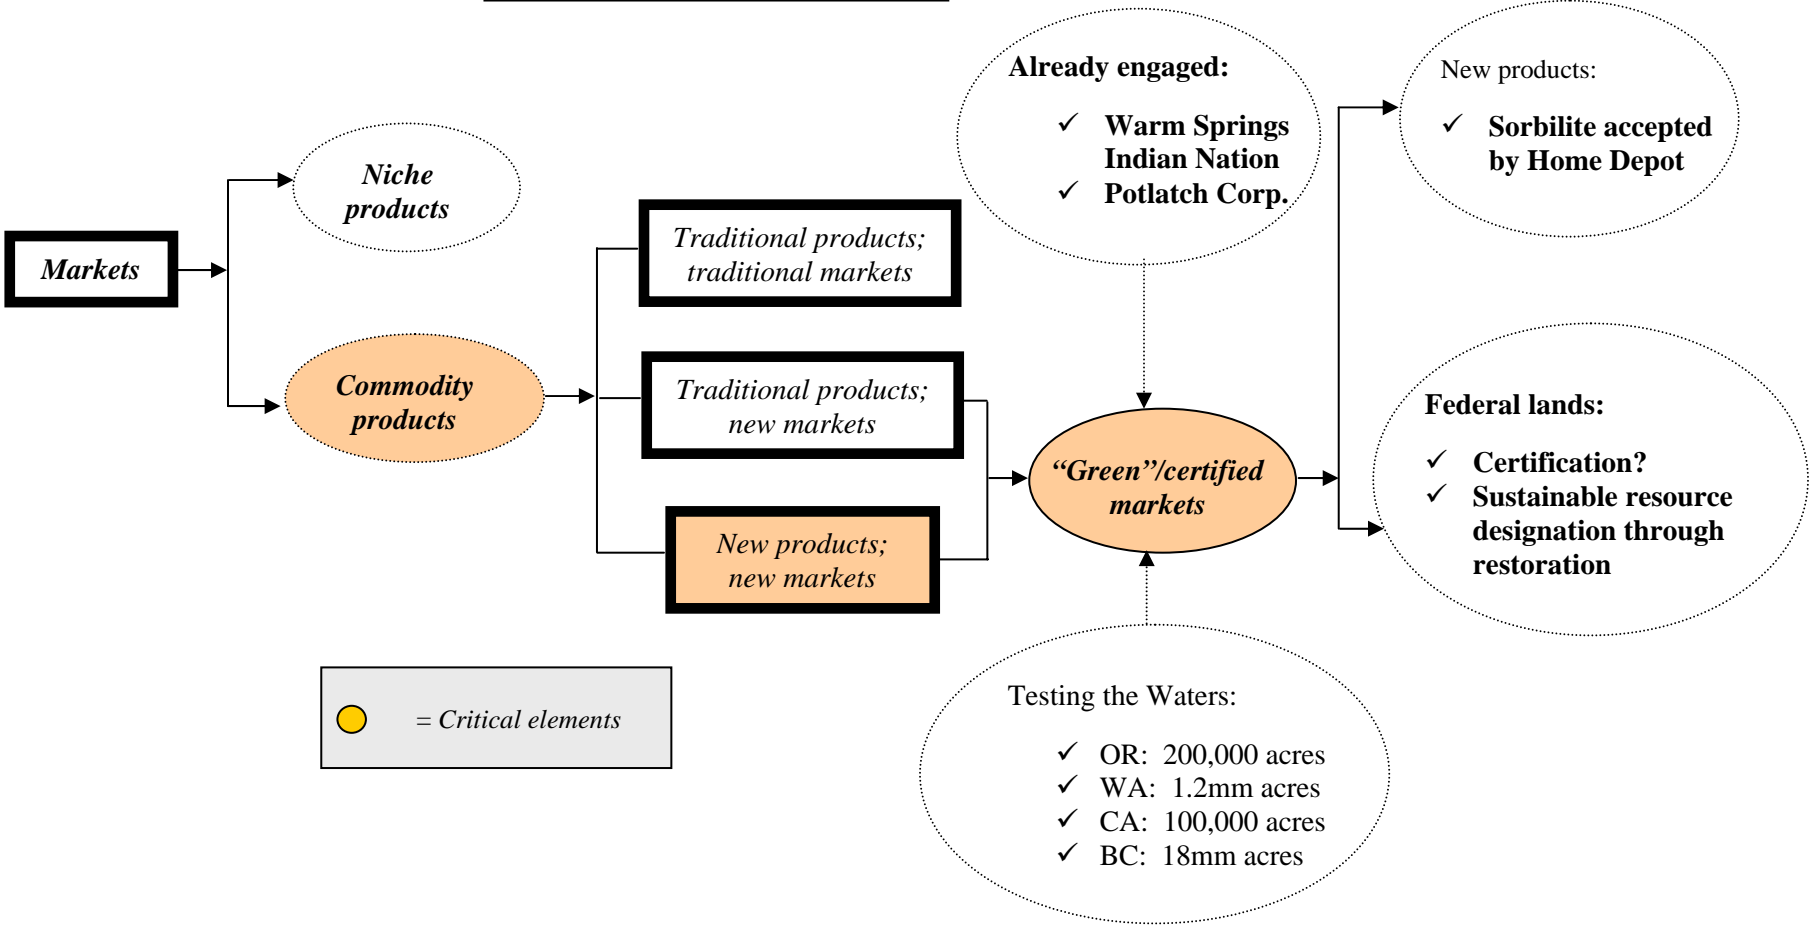 Markets
Niche
products
Commodity
products
Traditional products;
traditional markets
Traditional products;
new markets
New products;
new markets
Already engaged:
✓ Warm Springs
Indian Nation
✓ Potlatch Corp.
“Green”/certified
markets
Testing the Waters:
✓ OR: 200,000 acres
✓ WA: 1.2mm acres
✓ CA: 100,000 acres
✓ BC: 18mm acres
New products:
✓ Sorbilite accepted
by Home Depot
Federal lands:
✓ Certification?
✓ Sustainable resource
designation through
restoration
= Critical elements